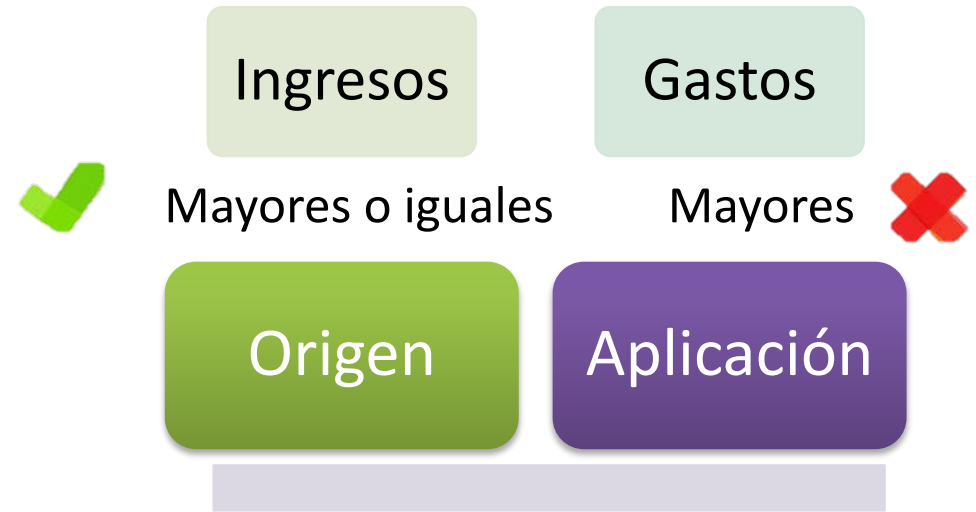 Ingresos
Gastos
Mayores o iguales
Mayores
Origen
Aplicación